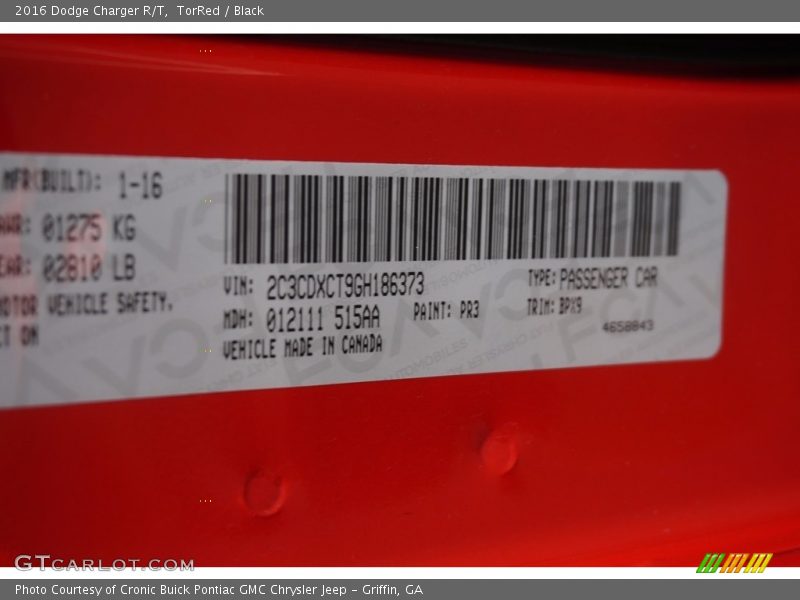 2016 Dodge Charger R/T, TorRed / Black
MFR(BUILT): 1-16
01275 KG
02810 LB
VEHICLE SAFETY.
ON
VIN: 2C3CDXCT9GH186373
TYPE: PASSENGER CAR
MDH: 012111 515AA
PAINT: PR3
TRIM: BPX9
VEHICLE MADE IN CANADA
4658843
GTCARLOT.COM
Photo Courtesy of Cronic Buick Pontiac GMC Chrysler Jeep - Griffin, GA